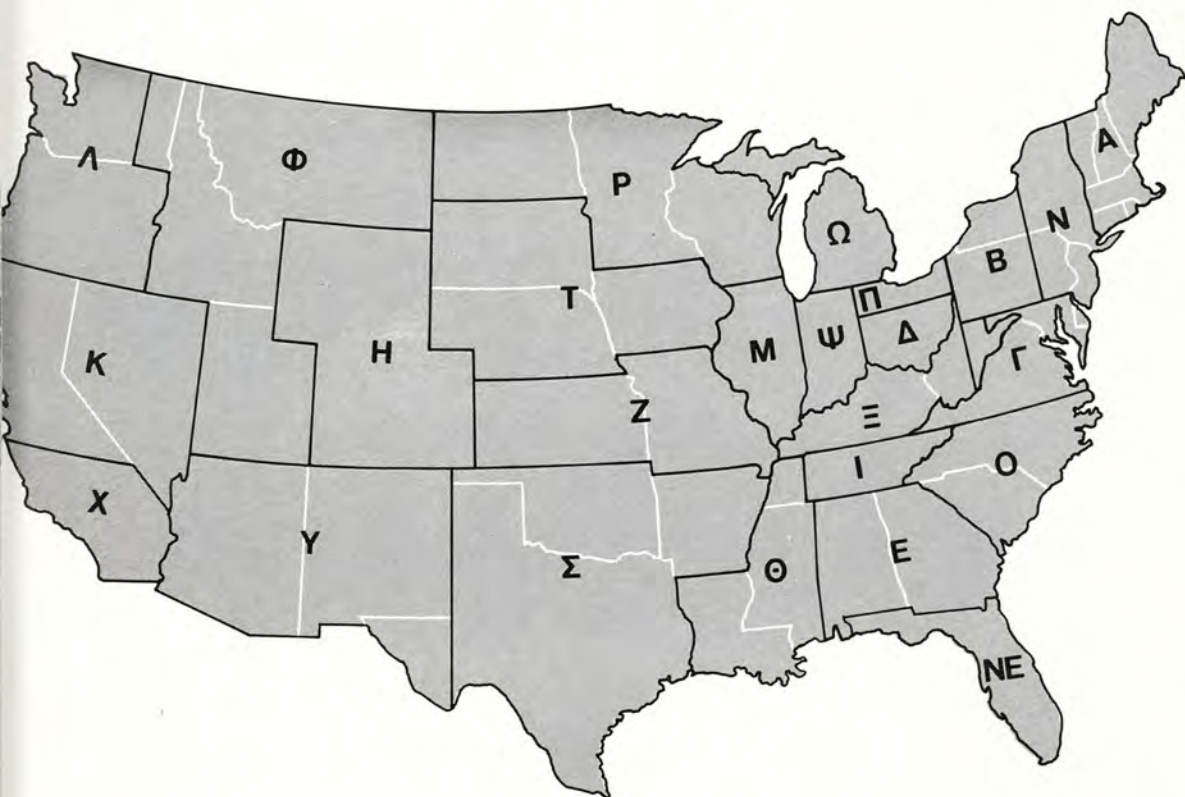 Α
Λ
Φ
Ρ
Ω
Ν
Β
Π
Τ
Δ
Μ
Ψ
Γ
Κ
Η
Ζ
Ξ
Ι
Ο
Χ
Υ
Σ
Θ
Ε
ΝΕ